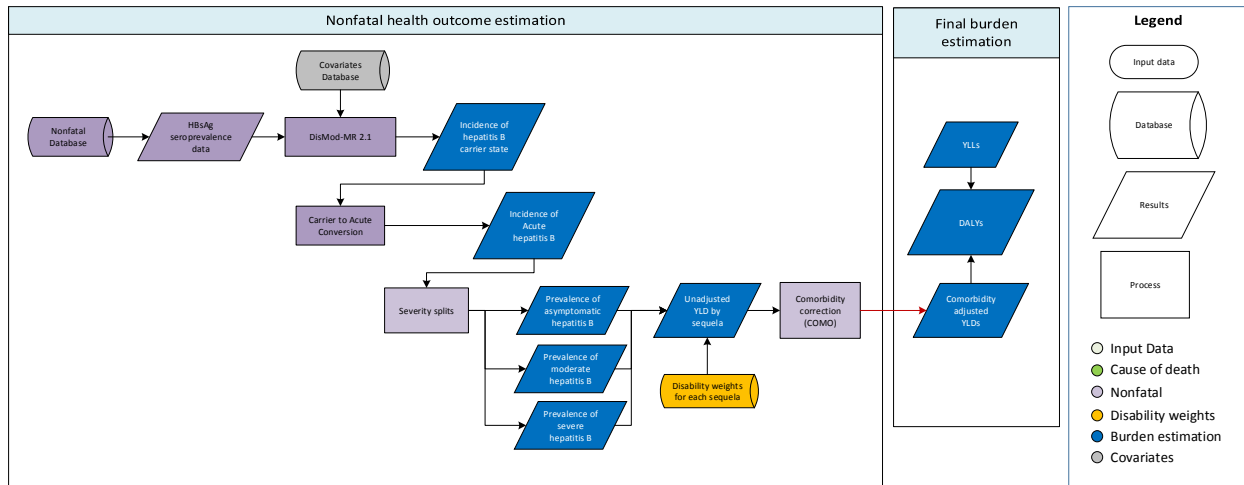 Nonfatal health outcome estimation
Final burden
estimation
Legend
Covariates
Database
Input data
Nonfatal
Database
HBsAg
seroprevalence
data
DisMod-MR 2.1
Incidence of
hepatitis B
carrier state
YLLs
Database
Carrier to Acute
Conversion
Incidence of
Acute
hepatitis B
DALYs
Results
Severity splits
Prevalence of
asymptomatic
hepatitis B
Unadjusted
YLD by
sequela
Comorbidity
correction
(COMO)
Comorbidity
adjusted
YLDs
Process
Prevalence of
moderate
hepatitis B
Disability weights
for each sequela
Prevalence of
severe
hepatitis B
Input Data
Cause of death
Nonfatal
Disability weights
Burden estimation
Covariates